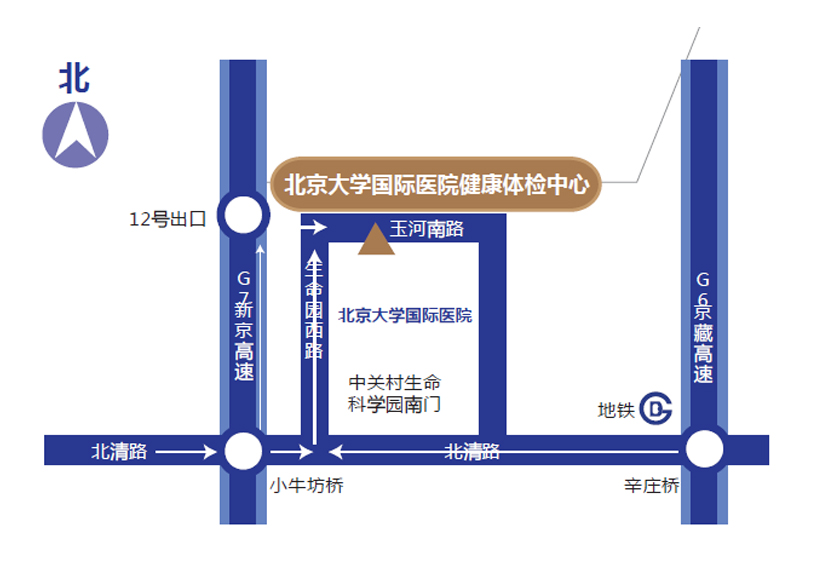 北
北京大学国际医院健康体检中心
12号出口
玉河南路
G7新京高速
生命园西路
北京大学国际医院
G6京藏高速
中关村生命
科学园南门
地铁
北清路
北清路
小牛坊桥
辛庄桥